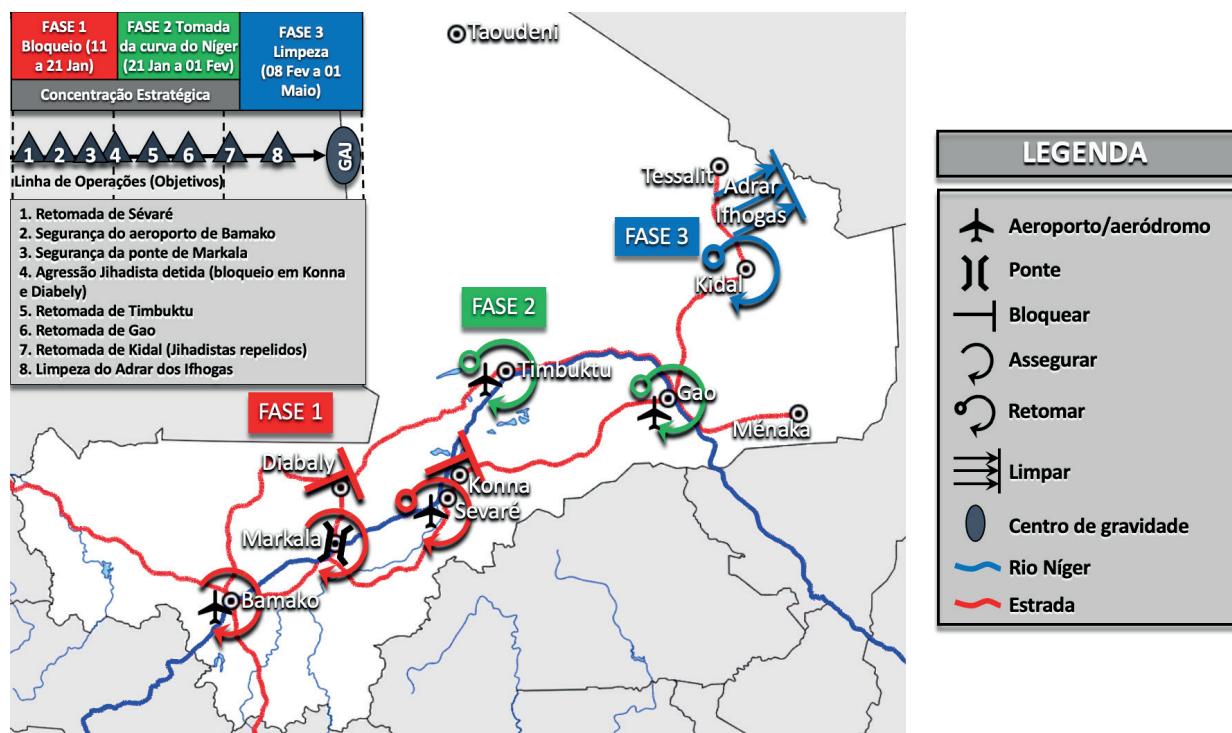 FASE 1
Bloqueio (11
a 21 Jan)
FASE 2 Tomada
da curva do Níger
(21 Jan a 01 Fev)
FASE 3
Limpeza
(08 Fev a 01
Maio)
Concentração Estratégica
1 2 3 4 5 6 7 8
GAJ
Linha de Operações (Objetivos)
1. Retomada de Sévaré
2. Segurança do aeroporto de Bamako
3. Segurança da ponte de Markala
4. Agressão Jihadista detida (bloqueio em Konna
e Diabely)
5. Retomada de Timbuktu
6. Retomada de Gao
7. Retomada de Kidal (Jihadistas repelidos)
8. Limpeza do Adrar dos Ifhogas
Taoudeni
Tessalit
Adrar
Ifhogas
FASE 3
Kidal
FASE 2
Timbuktu
Gao
Ménaka
FASE 1
Diabaly
Konna
Sevaré
Markala
Bamako
LEGENDA
Aeroporto/aeródromo
Ponte
Bloquear
Assegurar
Retomar
Limpar
Centro de gravidade
Rio Níger
Estrada